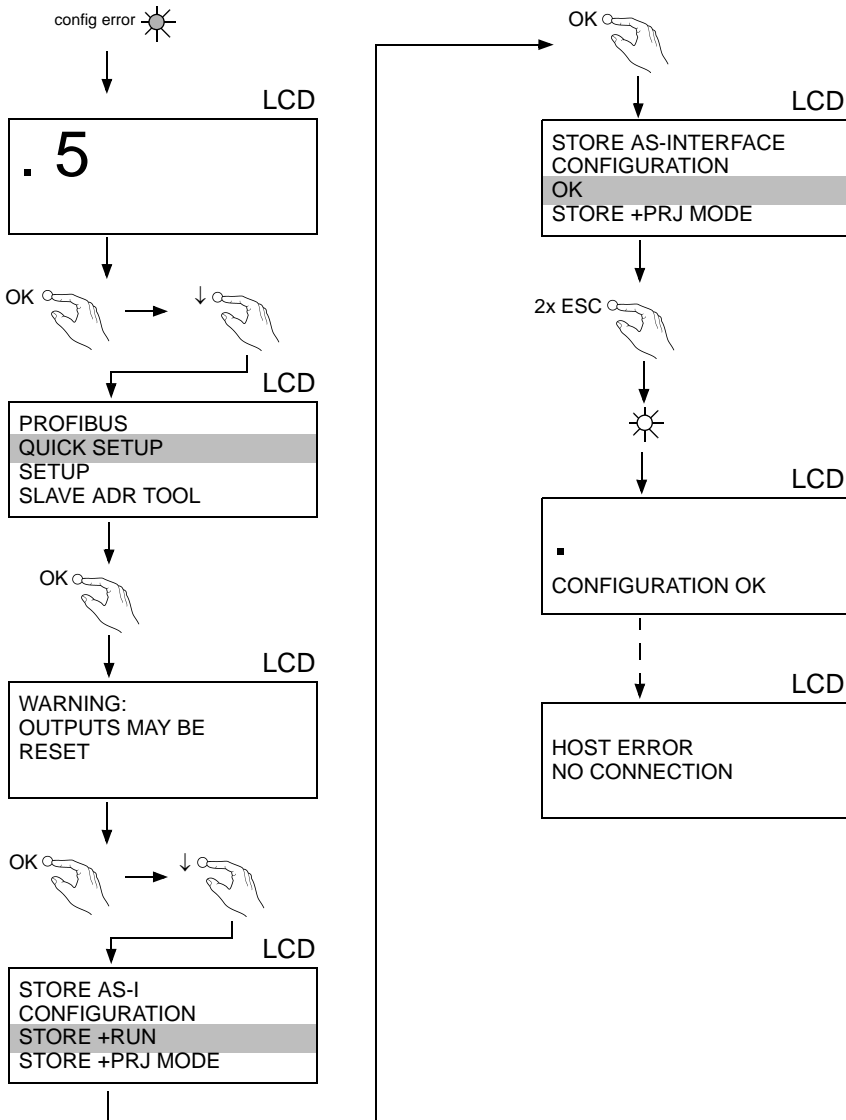 config error
LCD
. 5
OK
↓
LCD
PROFIBUS
QUICK SETUP
SETUP
SLAVE ADR TOOL
OK
LCD
WARNING:
OUTPUTS MAY BE
RESET
OK
↓
LCD
STORE AS-I
CONFIGURATION
STORE +RUN
STORE +PRJ MODE
OK
LCD
STORE AS-INTERFACE
CONFIGURATION
OK
STORE +PRJ MODE
2x ESC
LCD
.
CONFIGURATION OK
LCD
HOST ERROR
NO CONNECTION